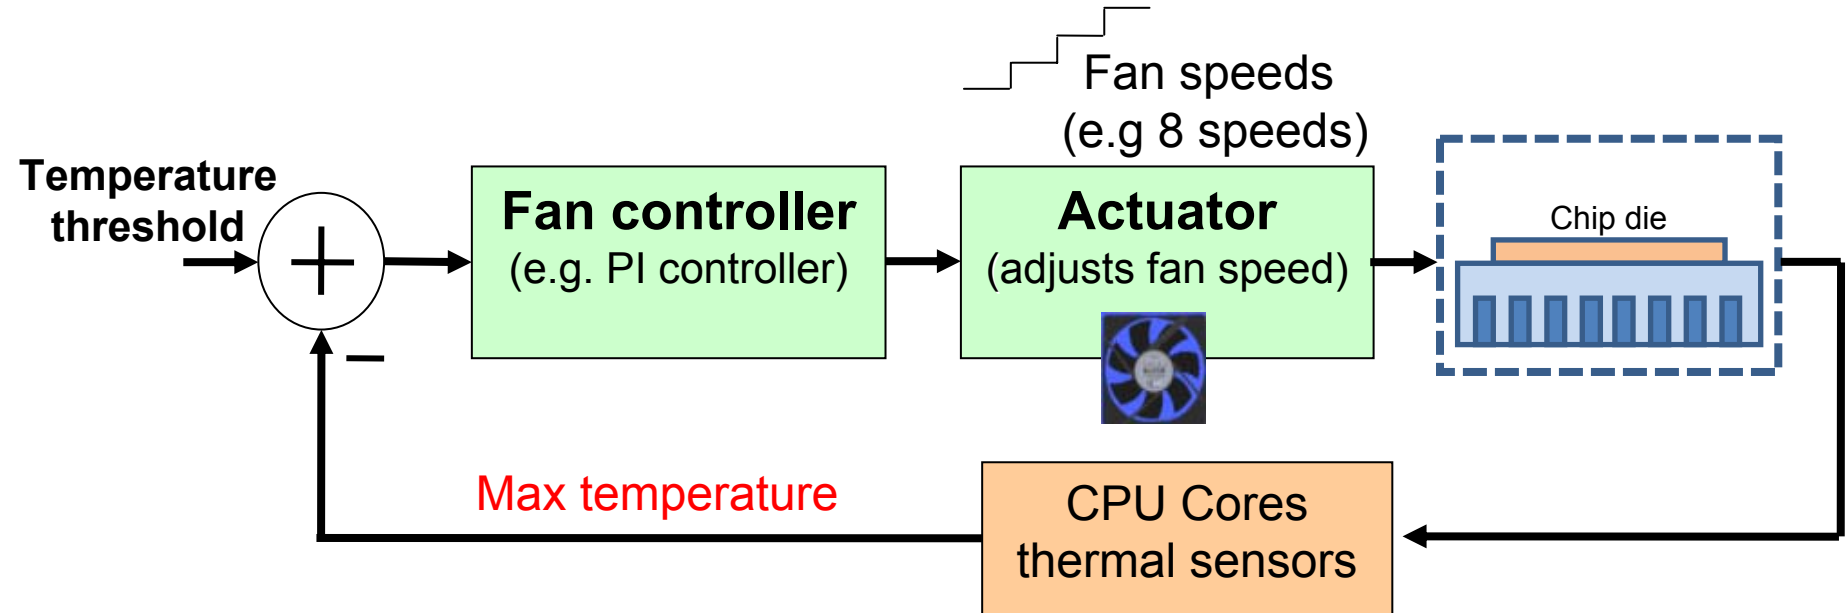 Fan speeds
(e.g 8 speeds)
Temperature
threshold
+
Fan controller
(e.g. PI controller)
Actuator
(adjusts fan speed)
Chip die
–
Max temperature
CPU Cores
thermal sensors